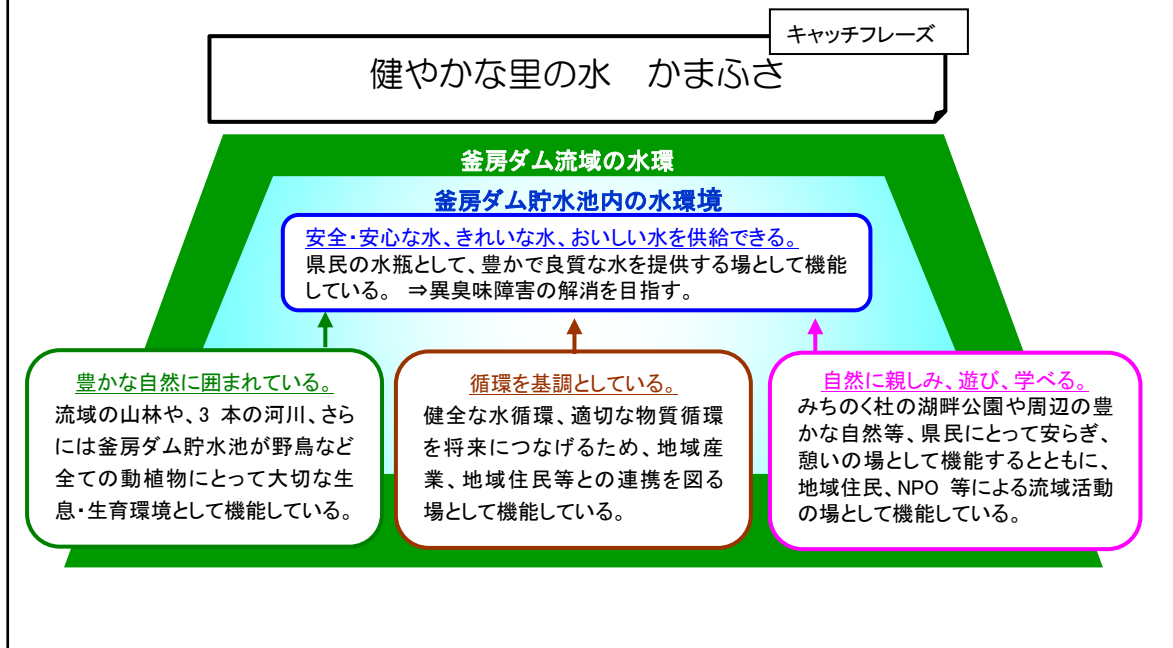 キャッチフレーズ
健やかな里の水　かまふさ
釜房ダム流域の水環
釜房ダム貯水池内の水環境
安全・安心な水、きれいな水、おいしい水を供給できる。
県民の水瓶として、豊かで良質な水を提供する場として機能
している。 ⇒異臭味障害の解消を目指す。
豊かな自然に囲まれている。
流域の山林や、3 本の河川、さら
には釜房ダム貯水池が野鳥など
全ての動植物にとって大切な生
息・生育環境として機能している。
循環を基調としている。
健全な水循環、適切な物質循環
を将来につなげるため、地域産
業、地域住民等との連携を図る
場として機能している。
自然に親しみ、遊び、学べる。
みちのく杜の湖畔公園や周辺の豊
かな自然等、県民にとって安らぎ、
憩いの場として機能するとともに、
地域住民、NPO 等による流域活動
の場として機能している。